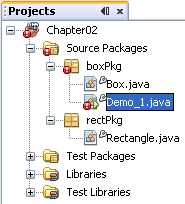 Projects
Chapter02
Source Packages
boxPkg
Box.java
Demo_1.java
rectPkg
Rectangle.java
Test Packages
Libraries
Test Libraries